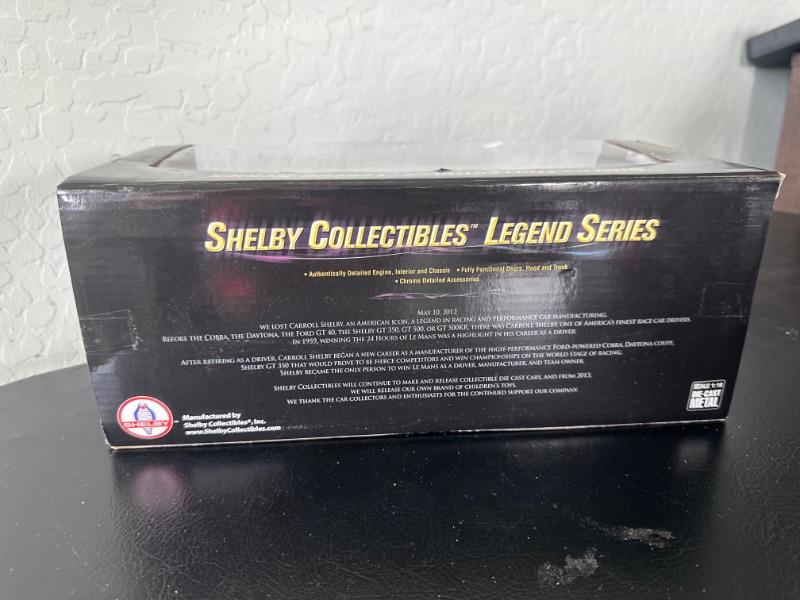 SHELBY COLLECTIBLES™ LEGEND SERIES
• Authentically Detailed Engine, Interior and Chassis • Fully Functional Doors, Hood and Trunk
• Chrome Detailed Accessories
MAY 10, 2012
WE LOST CARROLL SHELBY, AN AMERICAN ICON, A LEGEND IN RACING AND PERFORMANCE CAR MANUFACTURING.
BEFORE THE COBRA, THE DAYTONA, THE FORD GT 40, THE SHELBY GT 350, GT 500, OR GT 500KR, THERE WAS CARROLL SHELBY, ONE OF AMERICA'S FINEST RACE CAR DRIVERS.
IN 1959, WINNING THE 24 HOURS OF LE MANS WAS A HIGHLIGHT IN HIS CAREER AS A DRIVER.
AFTER RETIRING AS A DRIVER, CARROLL SHELBY BEGAN A NEW CAREER AS A MANUFACTURER OF THE HIGH-PERFORMANCE FORD-POWERED COBRA, DAYTONA COUPE,
SHELBY GT 350 THAT WOULD PROVE TO BE FIERCE COMPETITORS AND WIN CHAMPIONSHIPS ON THE WORLD STAGE OF RACING.
SHELBY BECAME THE ONLY PERSON TO WIN LE MANS AS A DRIVER, MANUFACTURER, AND TEAM OWNER.
SHELBY COLLECTIBLES WILL CONTINUE TO MAKE AND RELEASE COLLECTIBLE DIE CAST CARS, AND FROM 2013,
WE WILL RELEASE OUR OWN BRAND OF CHILDREN'S TOYS.
WE THANK THE CAR COLLECTORS AND ENTHUSIASTS FOR THE CONTINUED SUPPORT OUR COMPANY.
SHELBY™
Manufactured by
Shelby Collectibles®, Inc.
www.ShelbyCollectibles.com
SCALE 1:18
DIE-CAST
METAL